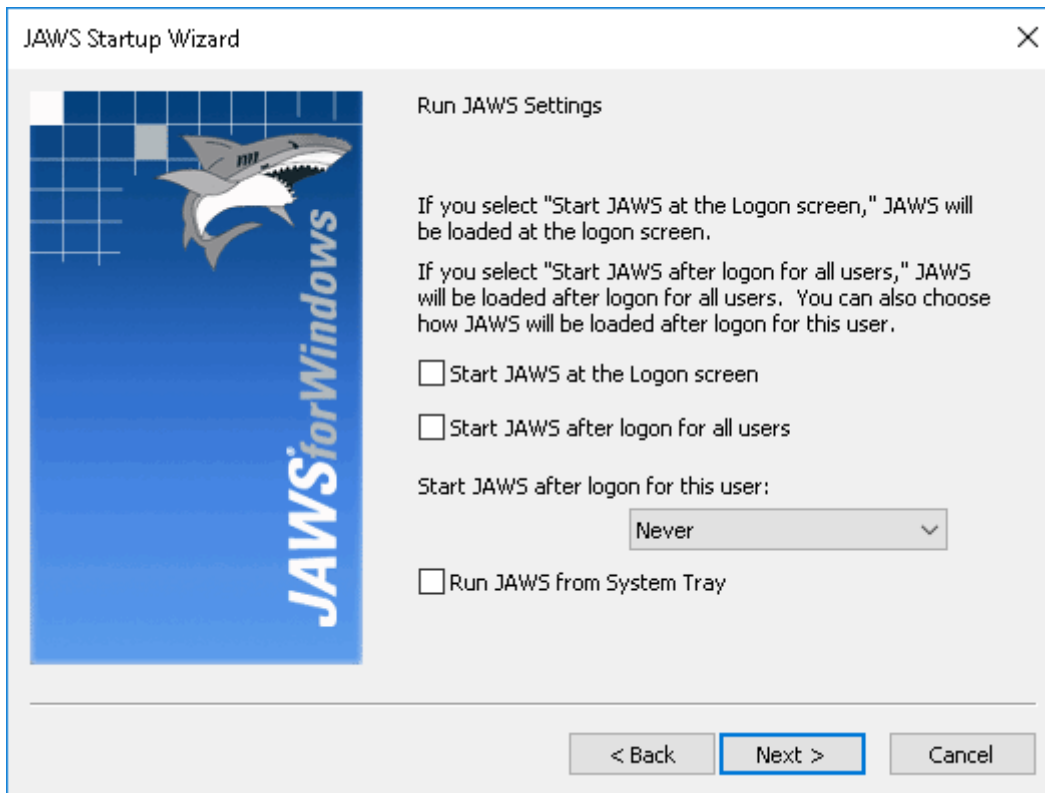 JAWS Startup Wizard
JAWS®forWindows
Run JAWS Settings
If you select "Start JAWS at the Logon screen," JAWS will
be loaded at the logon screen.
If you select "Start JAWS after logon for all users," JAWS
will be loaded after logon for all users.  You can also choose
how JAWS will be loaded after logon for this user.
Start JAWS at the Logon screen
Start JAWS after logon for all users
Start JAWS after logon for this user:
Never
Run JAWS from System Tray
< Back
Next >
Cancel